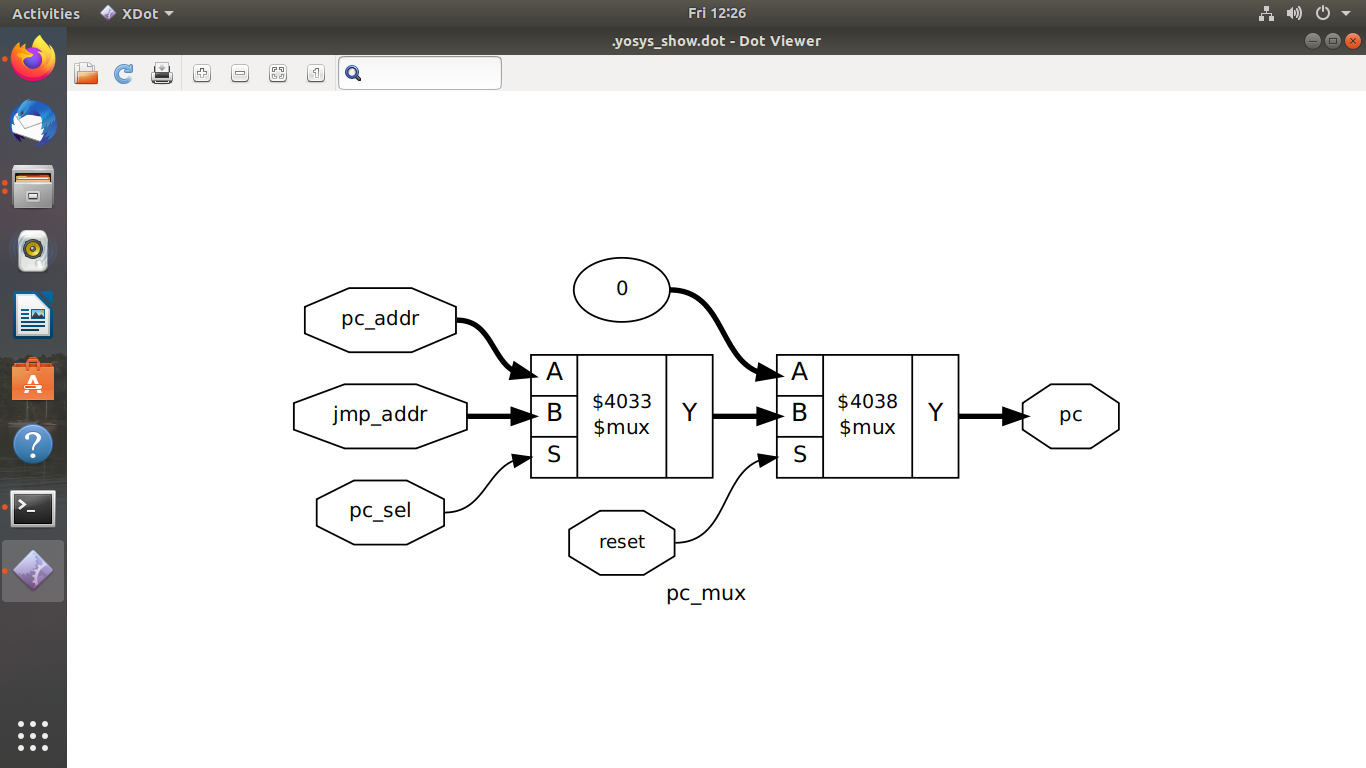 Activities
XDot
Fri 12:26
.yosys_show.dot - Dot Viewer
1
0
pc_addr
A
A
jmp_addr
B
$4033
$mux
Y
B
$4038
$mux
Y
pc
S
S
pc_sel
reset
pc_mux